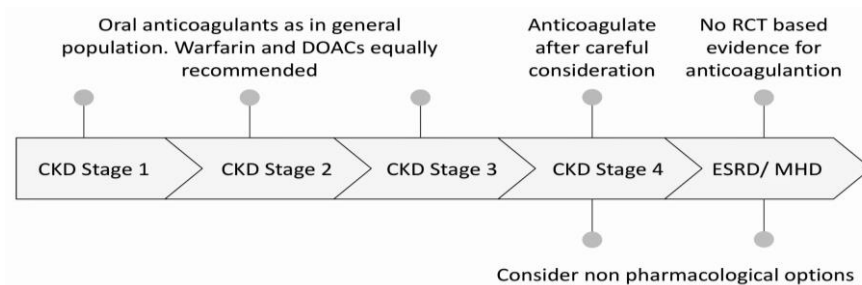 Oral anticoagulants as in general
population. Warfarin and DOACs equally
recommended
Anticoagulate
after careful
consideration
No RCT based
evidence for
anticoagulantion
CKD Stage 1
CKD Stage 2
CKD Stage 3
CKD Stage 4
ESRD/ MHD
Consider non pharmacological options